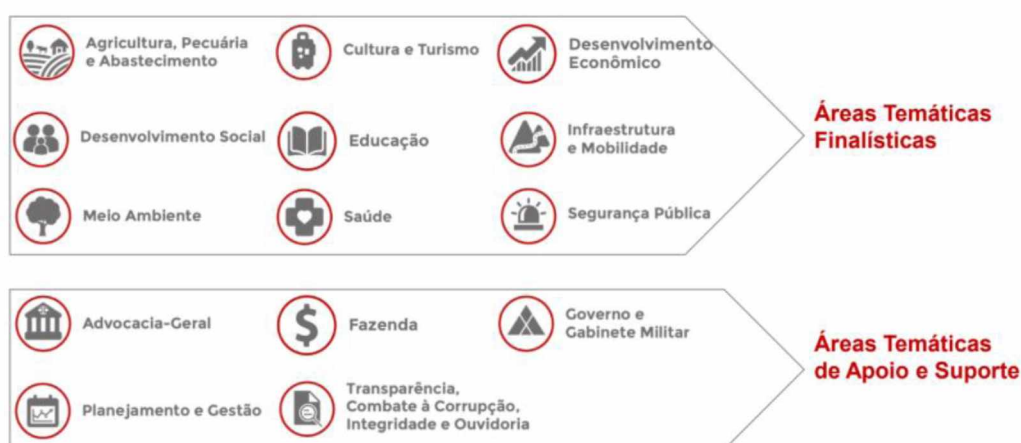 Agricultura, Pecuária
e Abastecimento
Cultura e Turismo
Desenvolvimento
Econômico
Desenvolvimento Social
Educação
Infraestrutura
e Mobilidade
Meio Ambiente
Saúde
Segurança Pública
Áreas Temáticas
Finalísticas
Advocacia-Geral
Fazenda
Governo e
Gabinete Militar
Planejamento e Gestão
Transparência,
Combate à Corrupção,
Integridade e Ouvidoria
Áreas Temáticas
de Apoio e Suporte